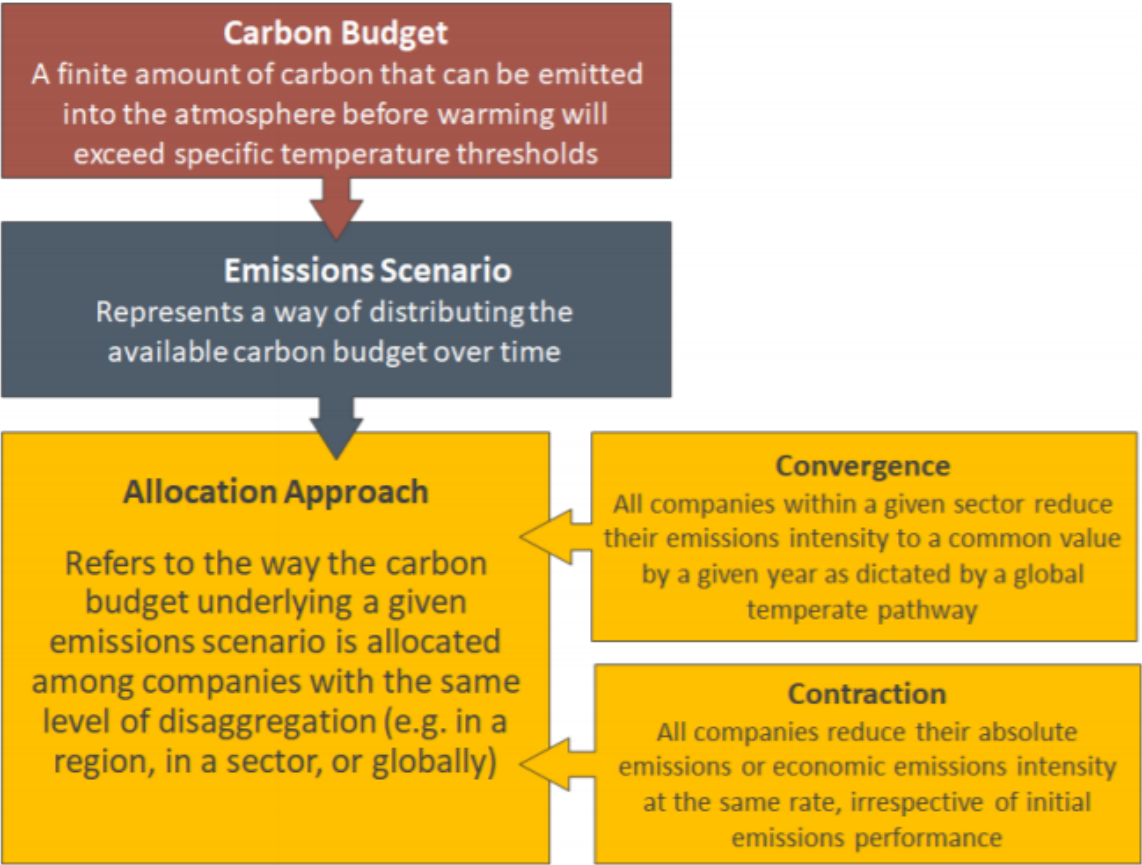 Carbon Budget
A finite amount of carbon that can be emitted
into the atmosphere before warming will
exceed specific temperature thresholds
Emissions Scenario
Represents a way of distributing the
available carbon budget over time
Allocation Approach
Refers to the way the carbon
budget underlying a given
emissions scenario is allocated
among companies with the same
level of disaggregation (e.g. in a
region, in a sector, or globally)
Convergence
All companies within a given sector reduce
their emissions intensity to a common value
by a given year as dictated by a global
temperate pathway
Contraction
All companies reduce their absolute
emissions or economic emissions intensity
at the same rate, irrespective of initial
emissions performance